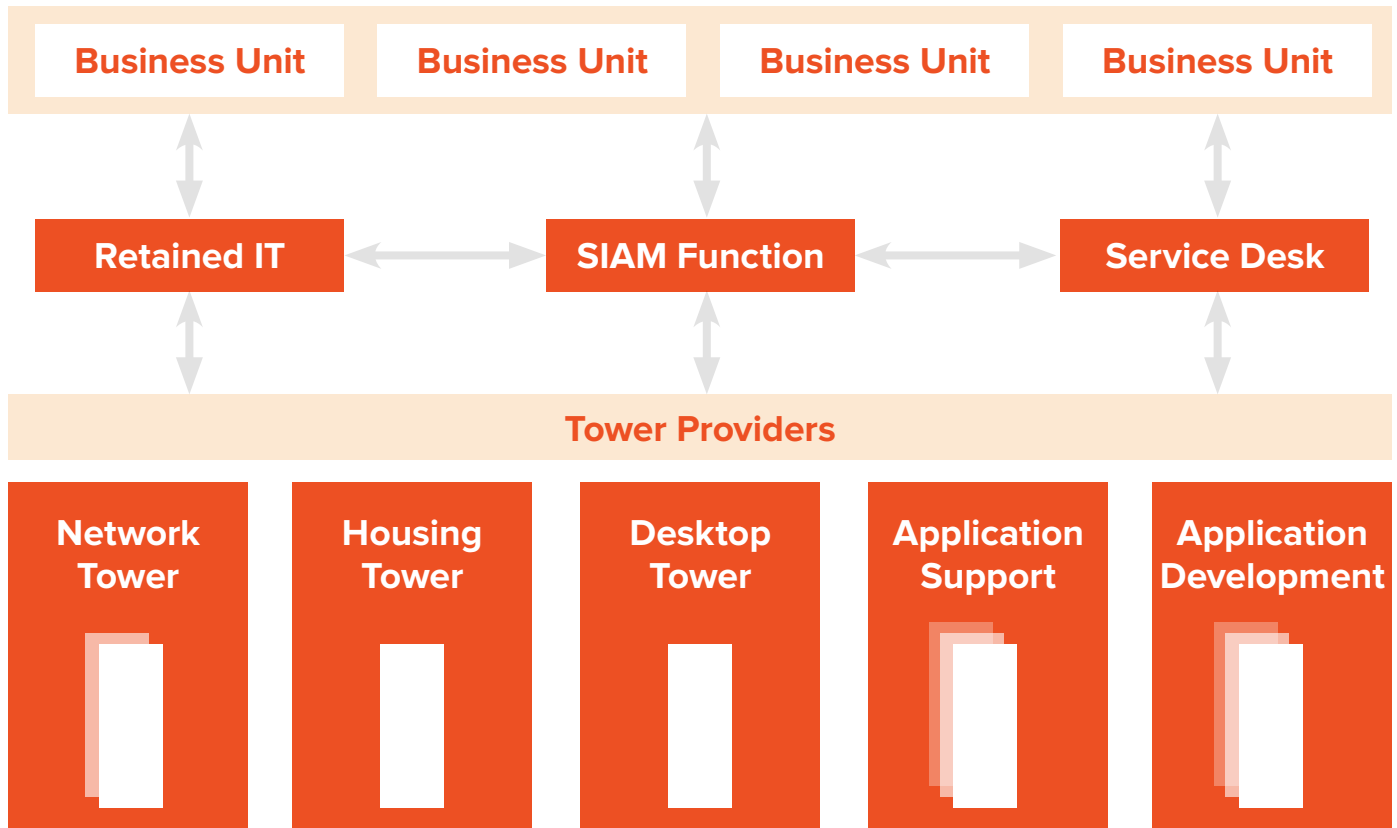 Business Unit
Business Unit
Business Unit
Business Unit
Retained IT
SIAM Function
Service Desk
Tower Providers
Network
Tower
Housing
Tower
Desktop
Tower
Application
Support
Application
Development